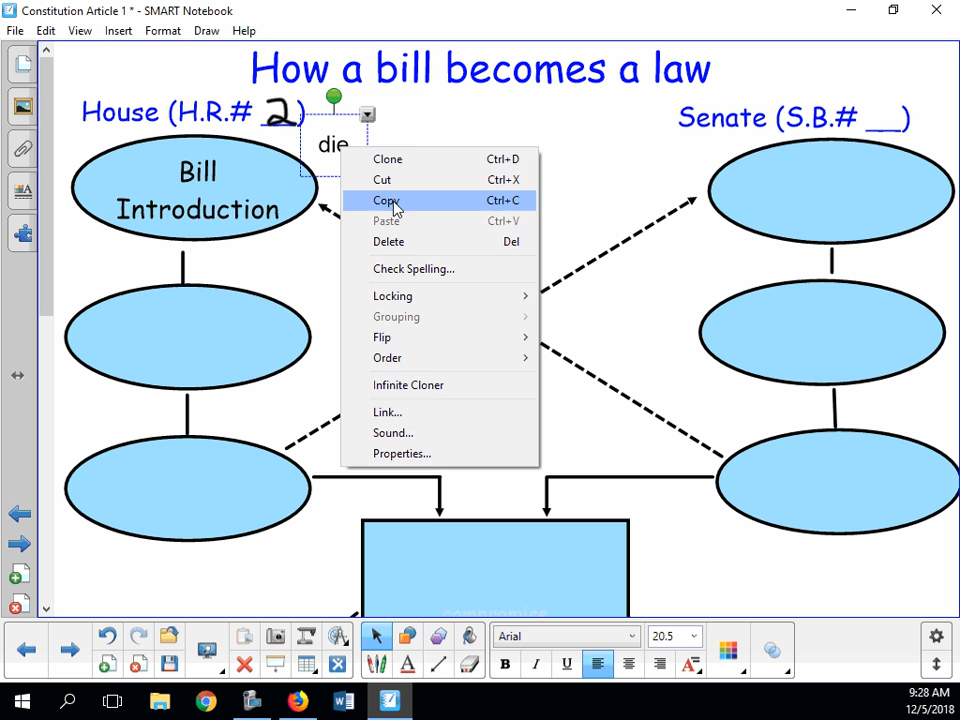 Constitution Article 1 * - SMART Notebook
File Edit View Insert Format Draw Help
How a bill becomes a law
House (H.R.# 2)
Senate (S.B.# __)
die
Bill
Introduction
Clone Ctrl+D
Cut Ctrl+X
Copy Ctrl+C
Paste Ctrl+V
Delete Del
Check Spelling...
Locking
Grouping
Flip
Order
Infinite Cloner
Link...
Sound...
Properties...
compromise
Arial 20.5
B I U A
9:28 AM
12/5/2018